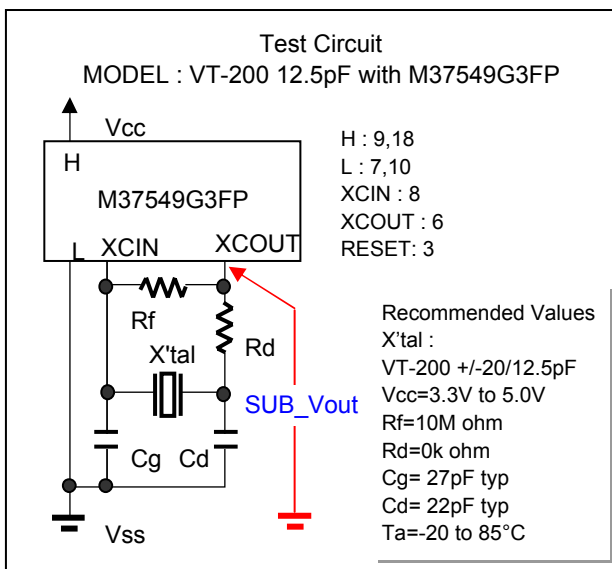 Test Circuit
MODEL : VT-200 12.5pF with M37549G3FP
Vcc
H
M37549G3FP
L XCIN XCOUT
H : 9,18
L : 7,10
XCIN : 8
XCOUT : 6
RESET: 3
Rf
Rd
X'tal
SUB_Vout
Cg Cd
Vss
Recommended Values
X'tal :
VT-200 +/-20/12.5pF
Vcc=3.3V to 5.0V
Rf=10M ohm
Rd=0k ohm
Cg= 27pF typ
Cd= 22pF typ
Ta=-20 to 85°C